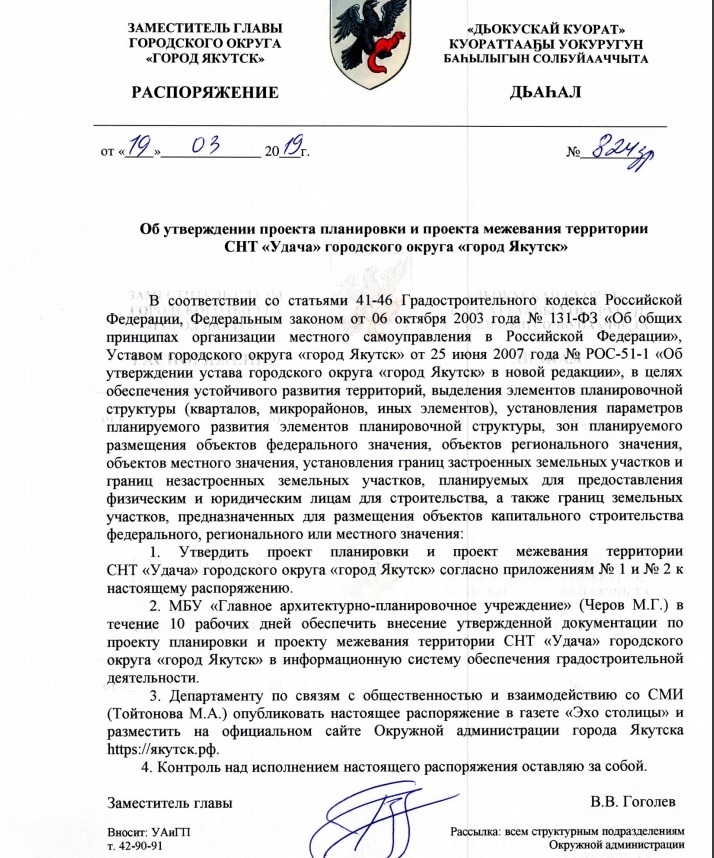 ЗАМЕСТИТЕЛЬ ГЛАВЫ
ГОРОДСКОГО ОКРУГА
«ГОРОД ЯКУТСК»
РАСПОРЯЖЕНИЕ
«ДЬОКУСКАЙ КУОРАТ»
КУОРАТТААҔЫ УОКУРУГУН
БАҺЫЛЫГЫН СОЛБУЙААЧЧЫТА
ДЬАҺАЛ
от «19» 03 2019г.
№ 824зр
Об утверждении проекта планировки и проекта межевания территории
СНТ «Удача» городского округа «город Якутск»
В соответствии со статьями 41-46 Градостроительного кодекса Российской
Федерации, Федеральным законом от 06 октября 2003 года № 131-ФЗ «Об общих
принципах организации местного самоуправления в Российской Федерации»,
Уставом городского округа «город Якутск» от 25 июня 2007 года № РОС-51-1 «Об
утверждении устава городского округа «город Якутск» в новой редакции», в целях
обеспечения устойчивого развития территорий, выделения элементов планировочной
структуры (кварталов, микрорайонов, иных элементов), установления параметров
планируемого развития элементов планировочной структуры, зон планируемого
размещения объектов федерального значения, объектов регионального значения,
объектов местного значения, установления границ застроенных земельных участков и
границ незастроенных земельных участков, планируемых для предоставления
физическим и юридическим лицам для строительства, а также границ земельных
участков, предназначенных для размещения объектов капитального строительства
федерального, регионального или местного значения:
1. Утвердить проект планировки и проект межевания территории
СНТ «Удача» городского округа «город Якутск» согласно приложениям № 1 и № 2 к
настоящему распоряжению.
2. МБУ «Главное архитектурно-планировочное учреждение» (Черов М.Г.) в
течение 10 рабочих дней обеспечить внесение утвержденной документации по
проекту планировки и проекту межевания территории СНТ «Удача» городского
округа «город Якутск» в информационную систему обеспечения градостроительной
деятельности.
3. Департаменту по связям с общественностью и взаимодействию со СМИ
(Тойтонова М.А.) опубликовать настоящее распоряжение в газете «Эхо столицы» и
разместить на официальном сайте Окружной администрации города Якутска
https://якутск.рф.
4. Контроль над исполнением настоящего распоряжения оставляю за собой.
Заместитель главы
В.В. Гоголев
Вносит: УАиГП
т. 42-90-91
Рассылка: всем структурным подразделениям
Окружной администрации